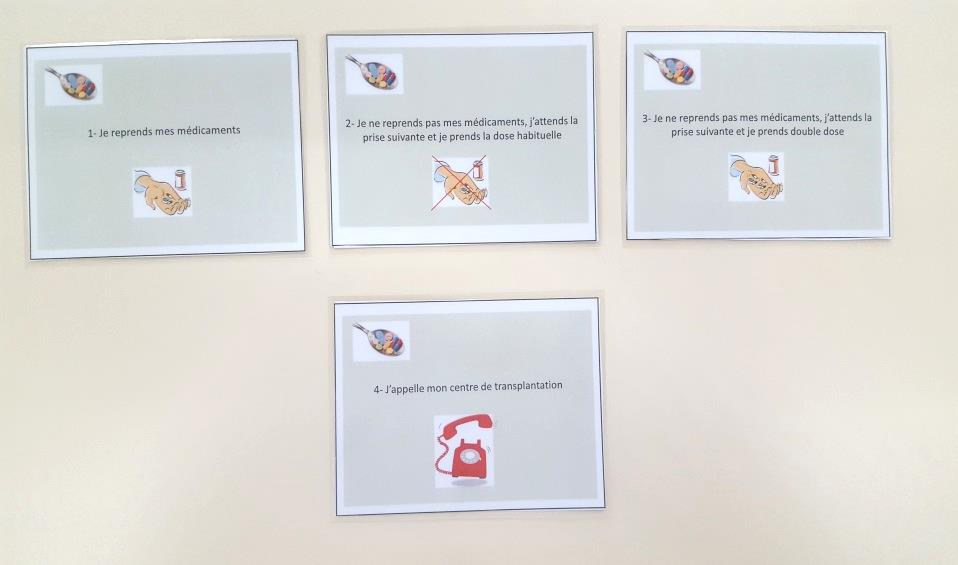 1- Je reprends mes médicaments
2- Je ne reprends pas mes médicaments, j'attends la
prise suivante et je prends la dose habituelle
3- Je ne reprends pas mes médicaments, j'attends la
prise suivante et je prends double dose
4- J'appelle mon centre de transplantation